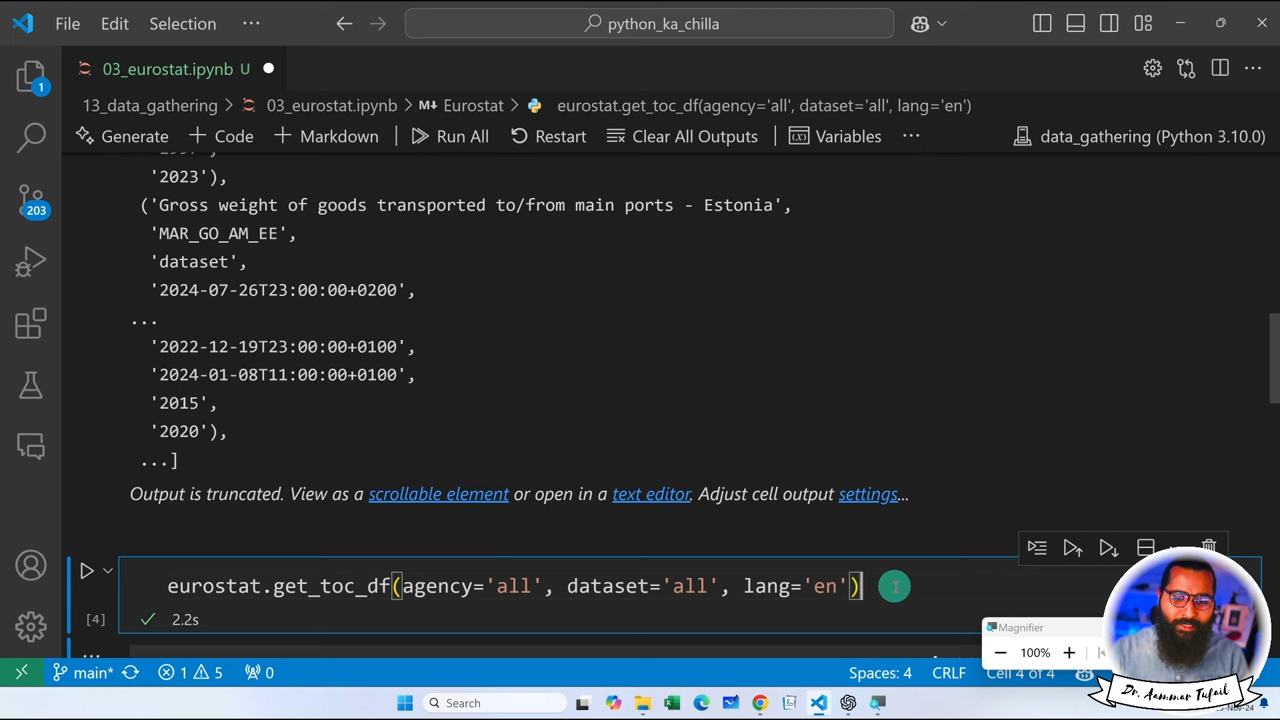 File Edit Selection ··· python_ka_chilla
03_eurostat.ipynb U
13_data_gathering > 03_eurostat.ipynb > M↓ Eurostat > eurostat.get_toc_df(agency='all', dataset='all', lang='en')
Generate + Code + Markdown | Run All Restart Clear All Outputs | Variables ··· data_gathering (Python 3.10.0)
'2023'),
('Gross weight of goods transported to/from main ports - Estonia',
'MAR_GO_AM_EE',
'dataset',
'2024-07-26T23:00:00+0200',
...
'2022-12-19T23:00:00+0100',
'2024-01-08T11:00:00+0100',
'2015',
'2020'),
...]
Output is truncated. View as a scrollable element or open in a text editor. Adjust cell output settings...
eurostat.get_toc_df(agency='all', dataset='all', lang='en')
[4] 2.2s
Magnifier
100%
1
203
main* 1 5 0 Spaces: 4 CRLF Cell 4 of 4
Dr. Aammar Tufail
Search